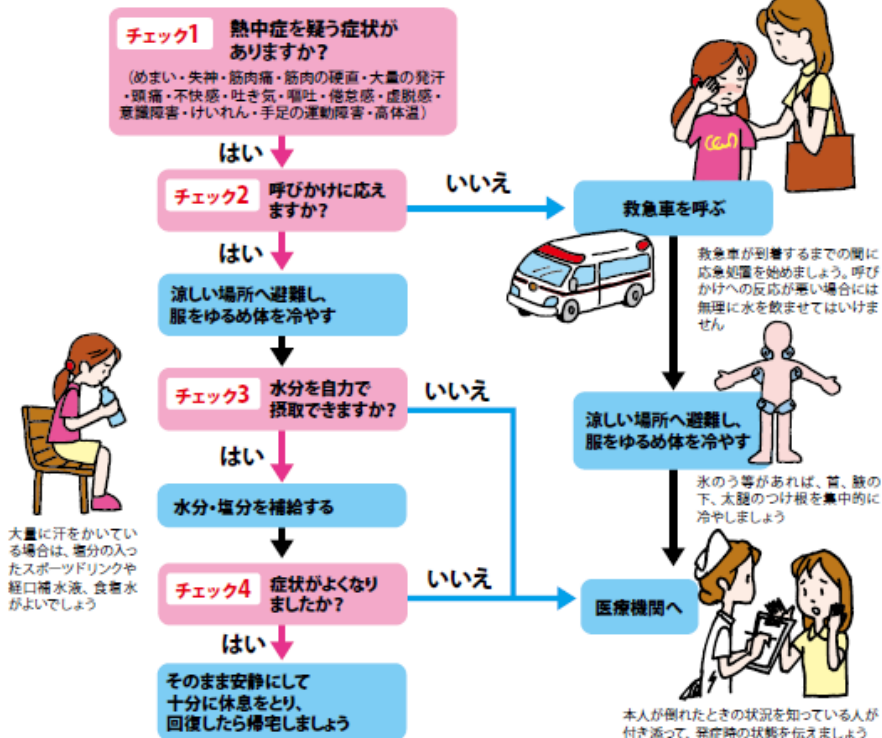 チェック1 熱中症を疑う症状が
ありますか？
（めまい・失神・筋肉痛・筋肉の硬直・大量の発汗
・頭痛・不快感・吐き気・嘔吐・倦怠感・虚脱感・
意識障害・けいれん・手足の運動障害・高体温）
はい
チェック2 呼びかけに応え
ますか？
いいえ
救急車を呼ぶ
救急車が到着するまでの間に
応急処置を始めましょう。呼び
かけへの反応が悪い場合には
無理に水を飲ませてはいけま
せん
はい
涼しい場所へ避難し、
服をゆるめ体を冷やす
チェック3 水分を自力で
摂取できますか？
いいえ
涼しい場所へ避難し、
服をゆるめ体を冷やす
氷のう等があれば、首、腋の
下、太腿のつけ根を集中的に
冷やしましょう
はい
水分・塩分を補給する
大量に汗をかいてい
る場合は、塩分の入っ
たスポーツドリンクや
経口補水液、食塩水
がよいでしょう
チェック4 症状がよくなり
ましたか？
いいえ
医療機関へ
はい
そのまま安静にして
十分に休息をとり、
回復したら帰宅しましょう
本人が倒れたときの状況を知っている人が
付き添って、発症時の状態を伝えましょう